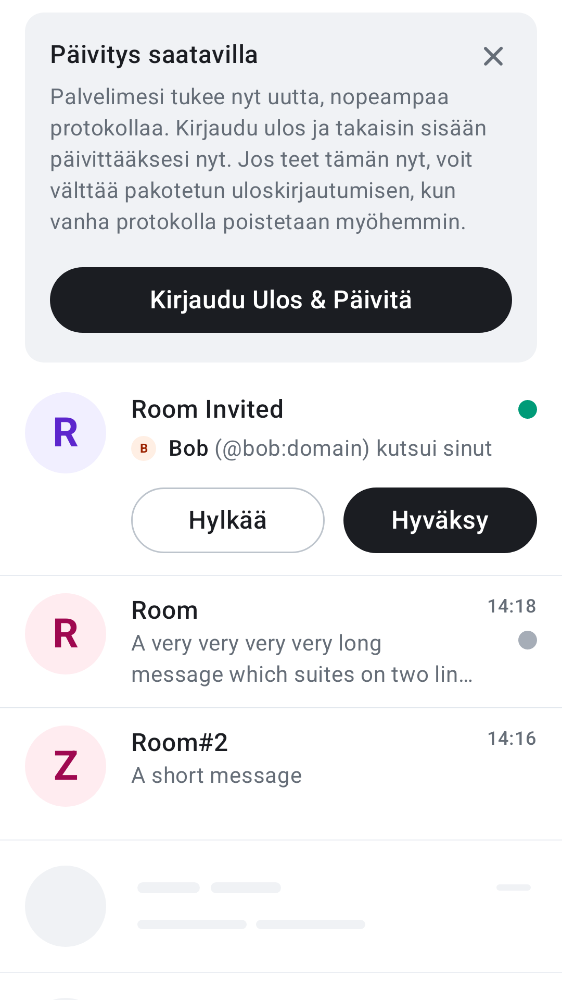 Päivitys saatavilla
Palvelimesi tukee nyt uutta, nopeampaa
protokollaa. Kirjaudu ulos ja takaisin sisään
päivittääksesi nyt. Jos teet tämän nyt, voit
välttää pakotetun uloskirjautumisen, kun
vanha protokolla poistetaan myöhemmin.
Kirjaudu Ulos & Päivitä
R
Room Invited
B Bob (@bob:domain) kutsui sinut
Hylkää
Hyväksy
R
Room
14:18
A very very very very long
message which suites on two lin…
Z
Room#2
14:16
A short message